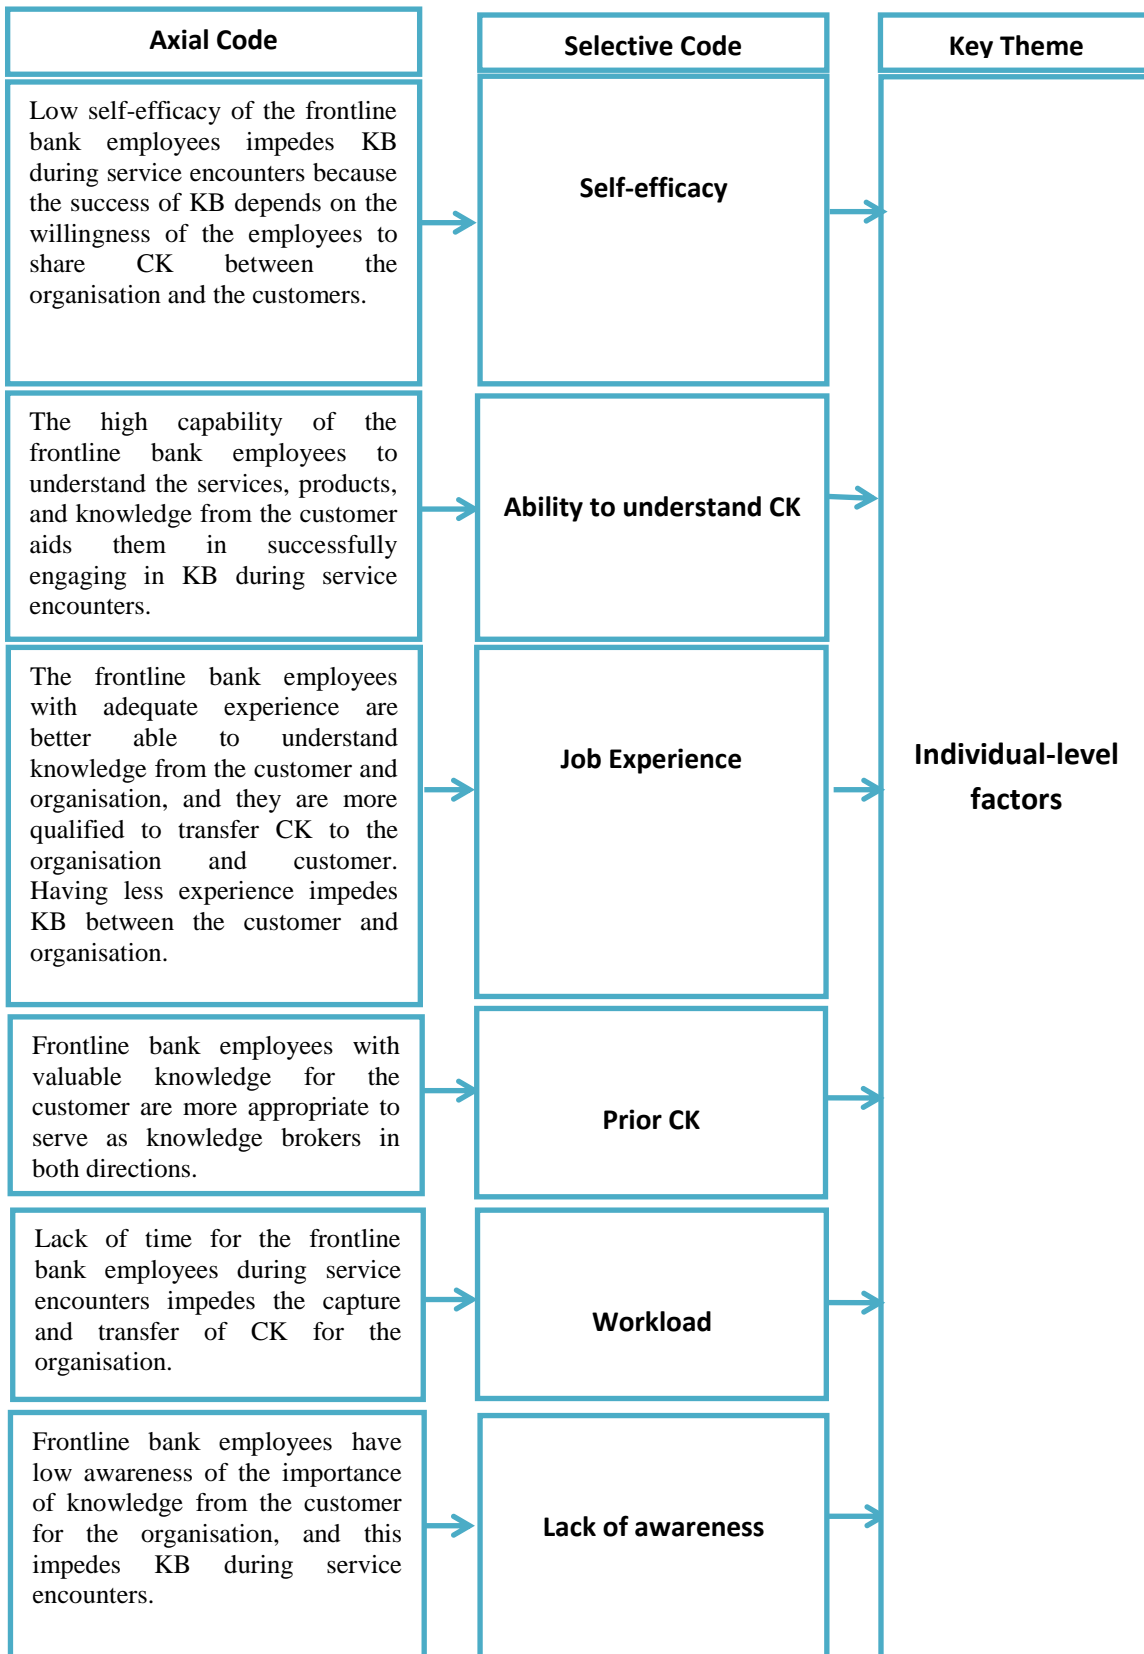 Axial Code
Selective Code
Key Theme
Low self-efficacy of the frontline
bank employees impedes KB
during service encounters because
the success of KB depends on the
willingness of the employees to
share CK between the
organisation and the customers.
Self-efficacy
The high capability of the
frontline bank employees to
understand the services, products,
and knowledge from the customer
aids them in successfully
engaging in KB during service
encounters.
Ability to understand CK
The frontline bank employees
with adequate experience are
better able to understand
knowledge from the customer and
organisation, and they are more
qualified to transfer CK to the
organisation and customer.
Having less experience impedes
KB between the customer and
organisation.
Job Experience
Individual-level
factors
Frontline bank employees with
valuable knowledge for the
customer are more appropriate to
serve as knowledge brokers in
both directions.
Prior CK
Lack of time for the frontline
bank employees during service
encounters impedes the capture
and transfer of CK for the
organisation.
Workload
Frontline bank employees have
low awareness of the importance
of knowledge from the customer
for the organisation, and this
impedes KB during service
encounters.
Lack of awareness